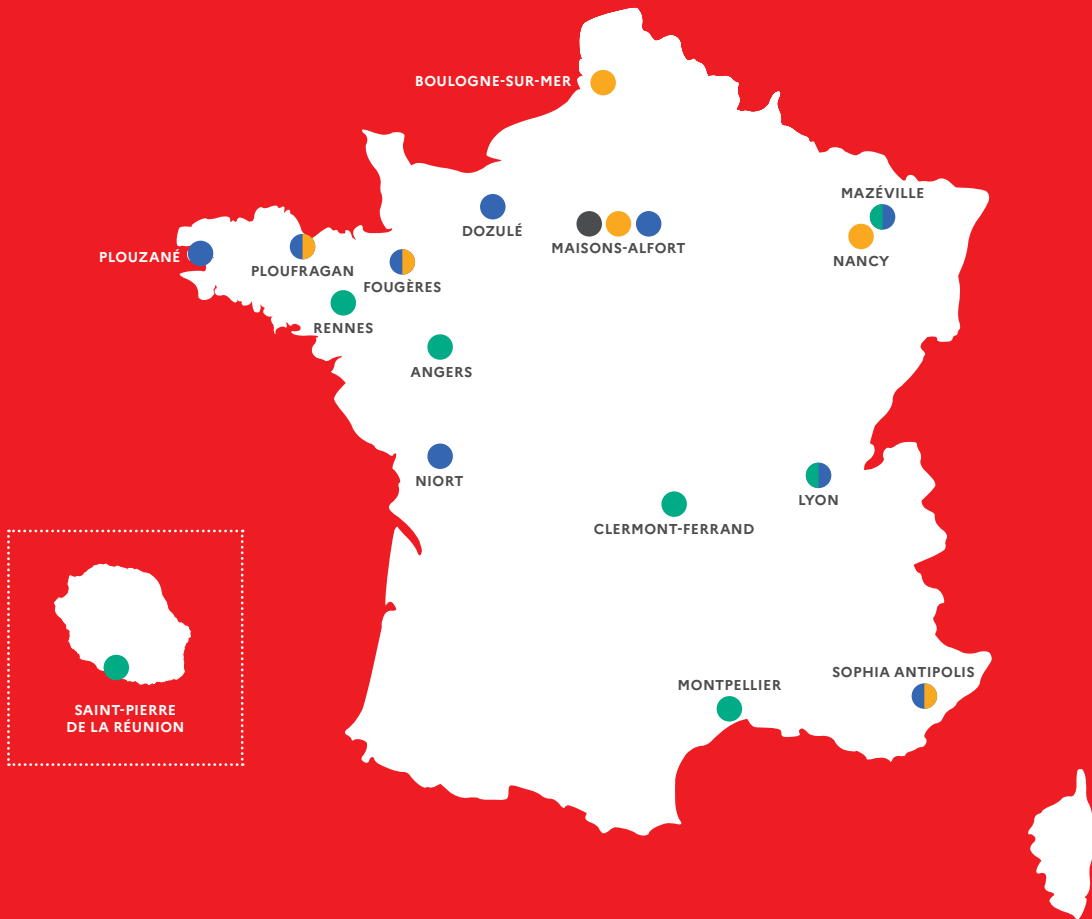 BOULOGNE-SUR-MER
MAZÉVILLE
DOZULÉ
MAISONS-ALFORT
PLOUZANÉ
NANCY
PLOUFRAGAN
FOUGÈRES
RENNES
ANGERS
NIORT
LYON
CLERMONT-FERRAND
SOPHIA ANTIPOLIS
MONTPELLIER
SAINT-PIERRE
DE LA RÉUNION